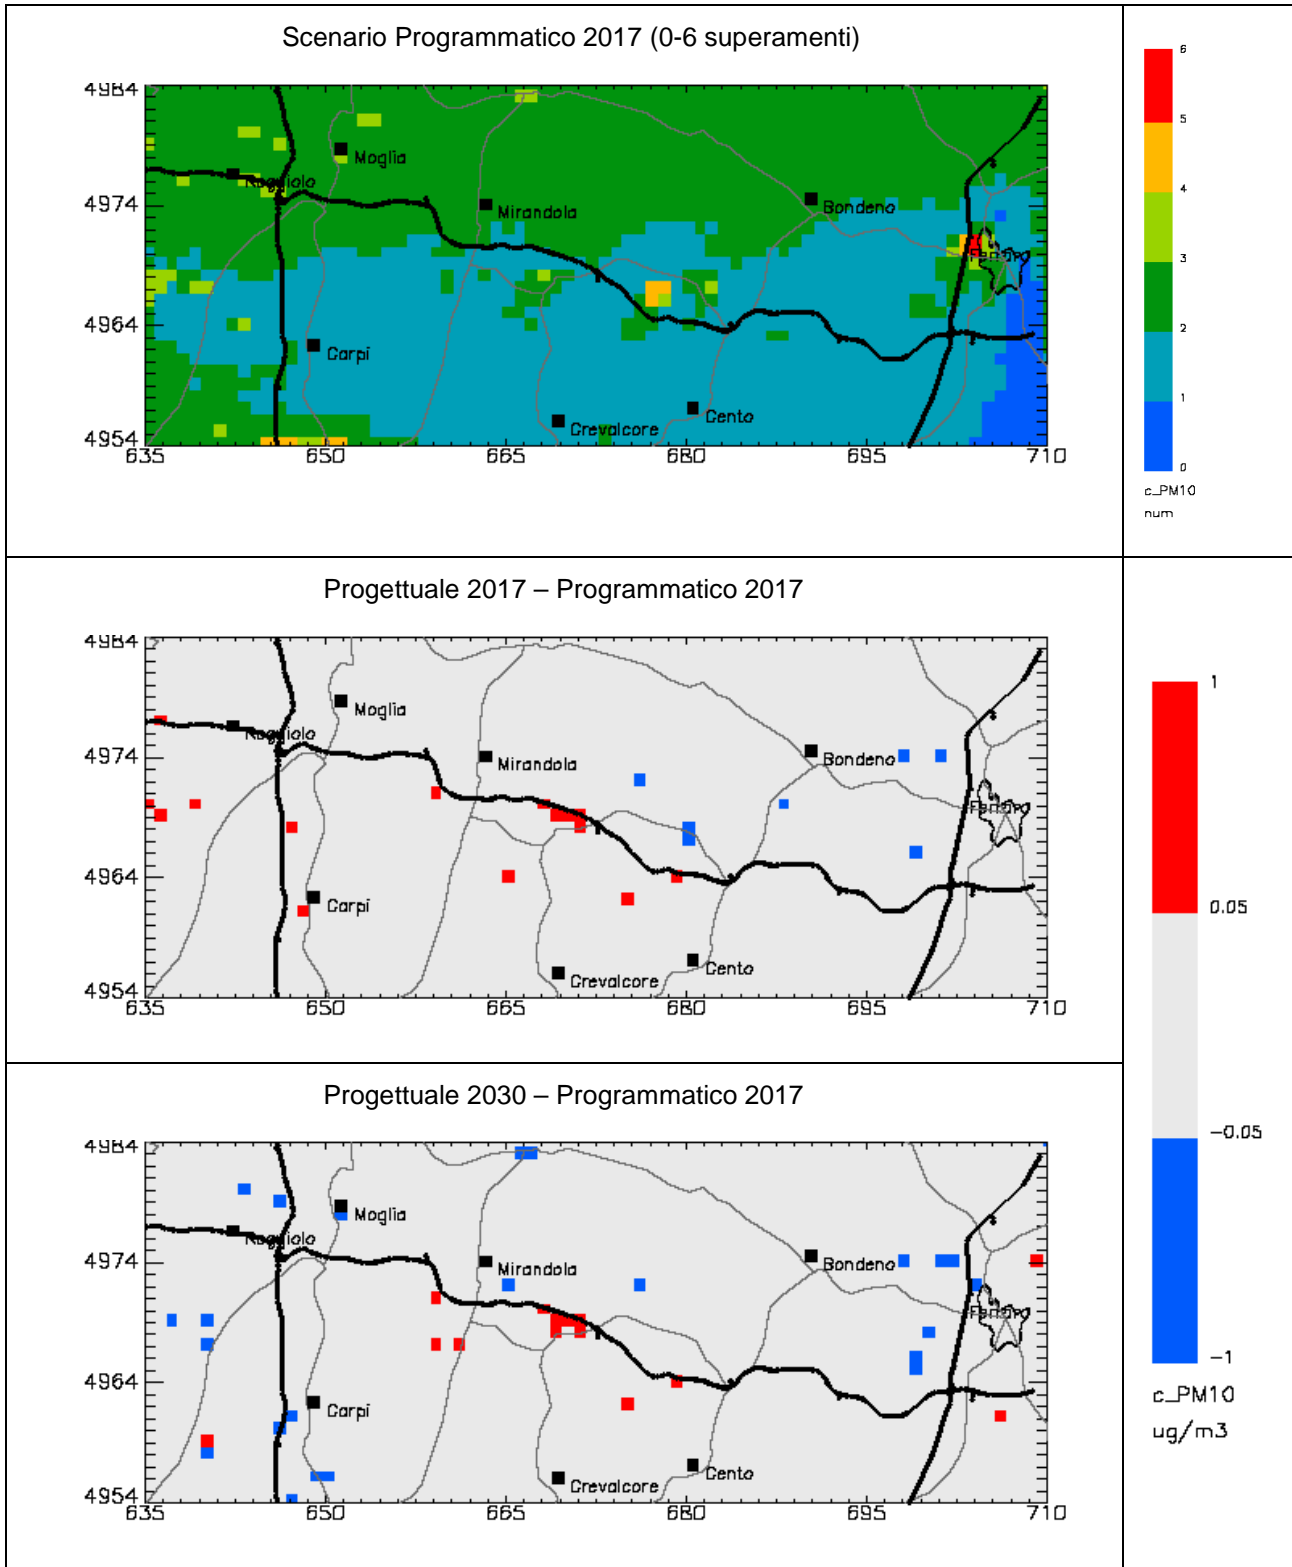 Scenario Programmatico 2017 (0-6 superamenti)
4984
Moglia
Reggiolo
4974
Mirandola
Bondeno
Ferrara
4964
Carpi
Crevalcore
Cento
4954
635 650 665 680 695 710
6
5
4
3
2
1
0
c_PM10
num
Progettuale 2017 – Programmatico 2017
4984
Moglia
Reggiolo
4974
Mirandola
Bondeno
Ferrara
4964
Carpi
Crevalcore
Cento
4954
635 650 665 680 695 710
Progettuale 2030 – Programmatico 2017
4984
Moglia
Reggiolo
4974
Mirandola
Bondeno
Ferrara
4964
Carpi
Crevalcore
Cento
4954
635 650 665 680 695 710
1
0.05
-0.05
-1
c_PM10
ug/m3